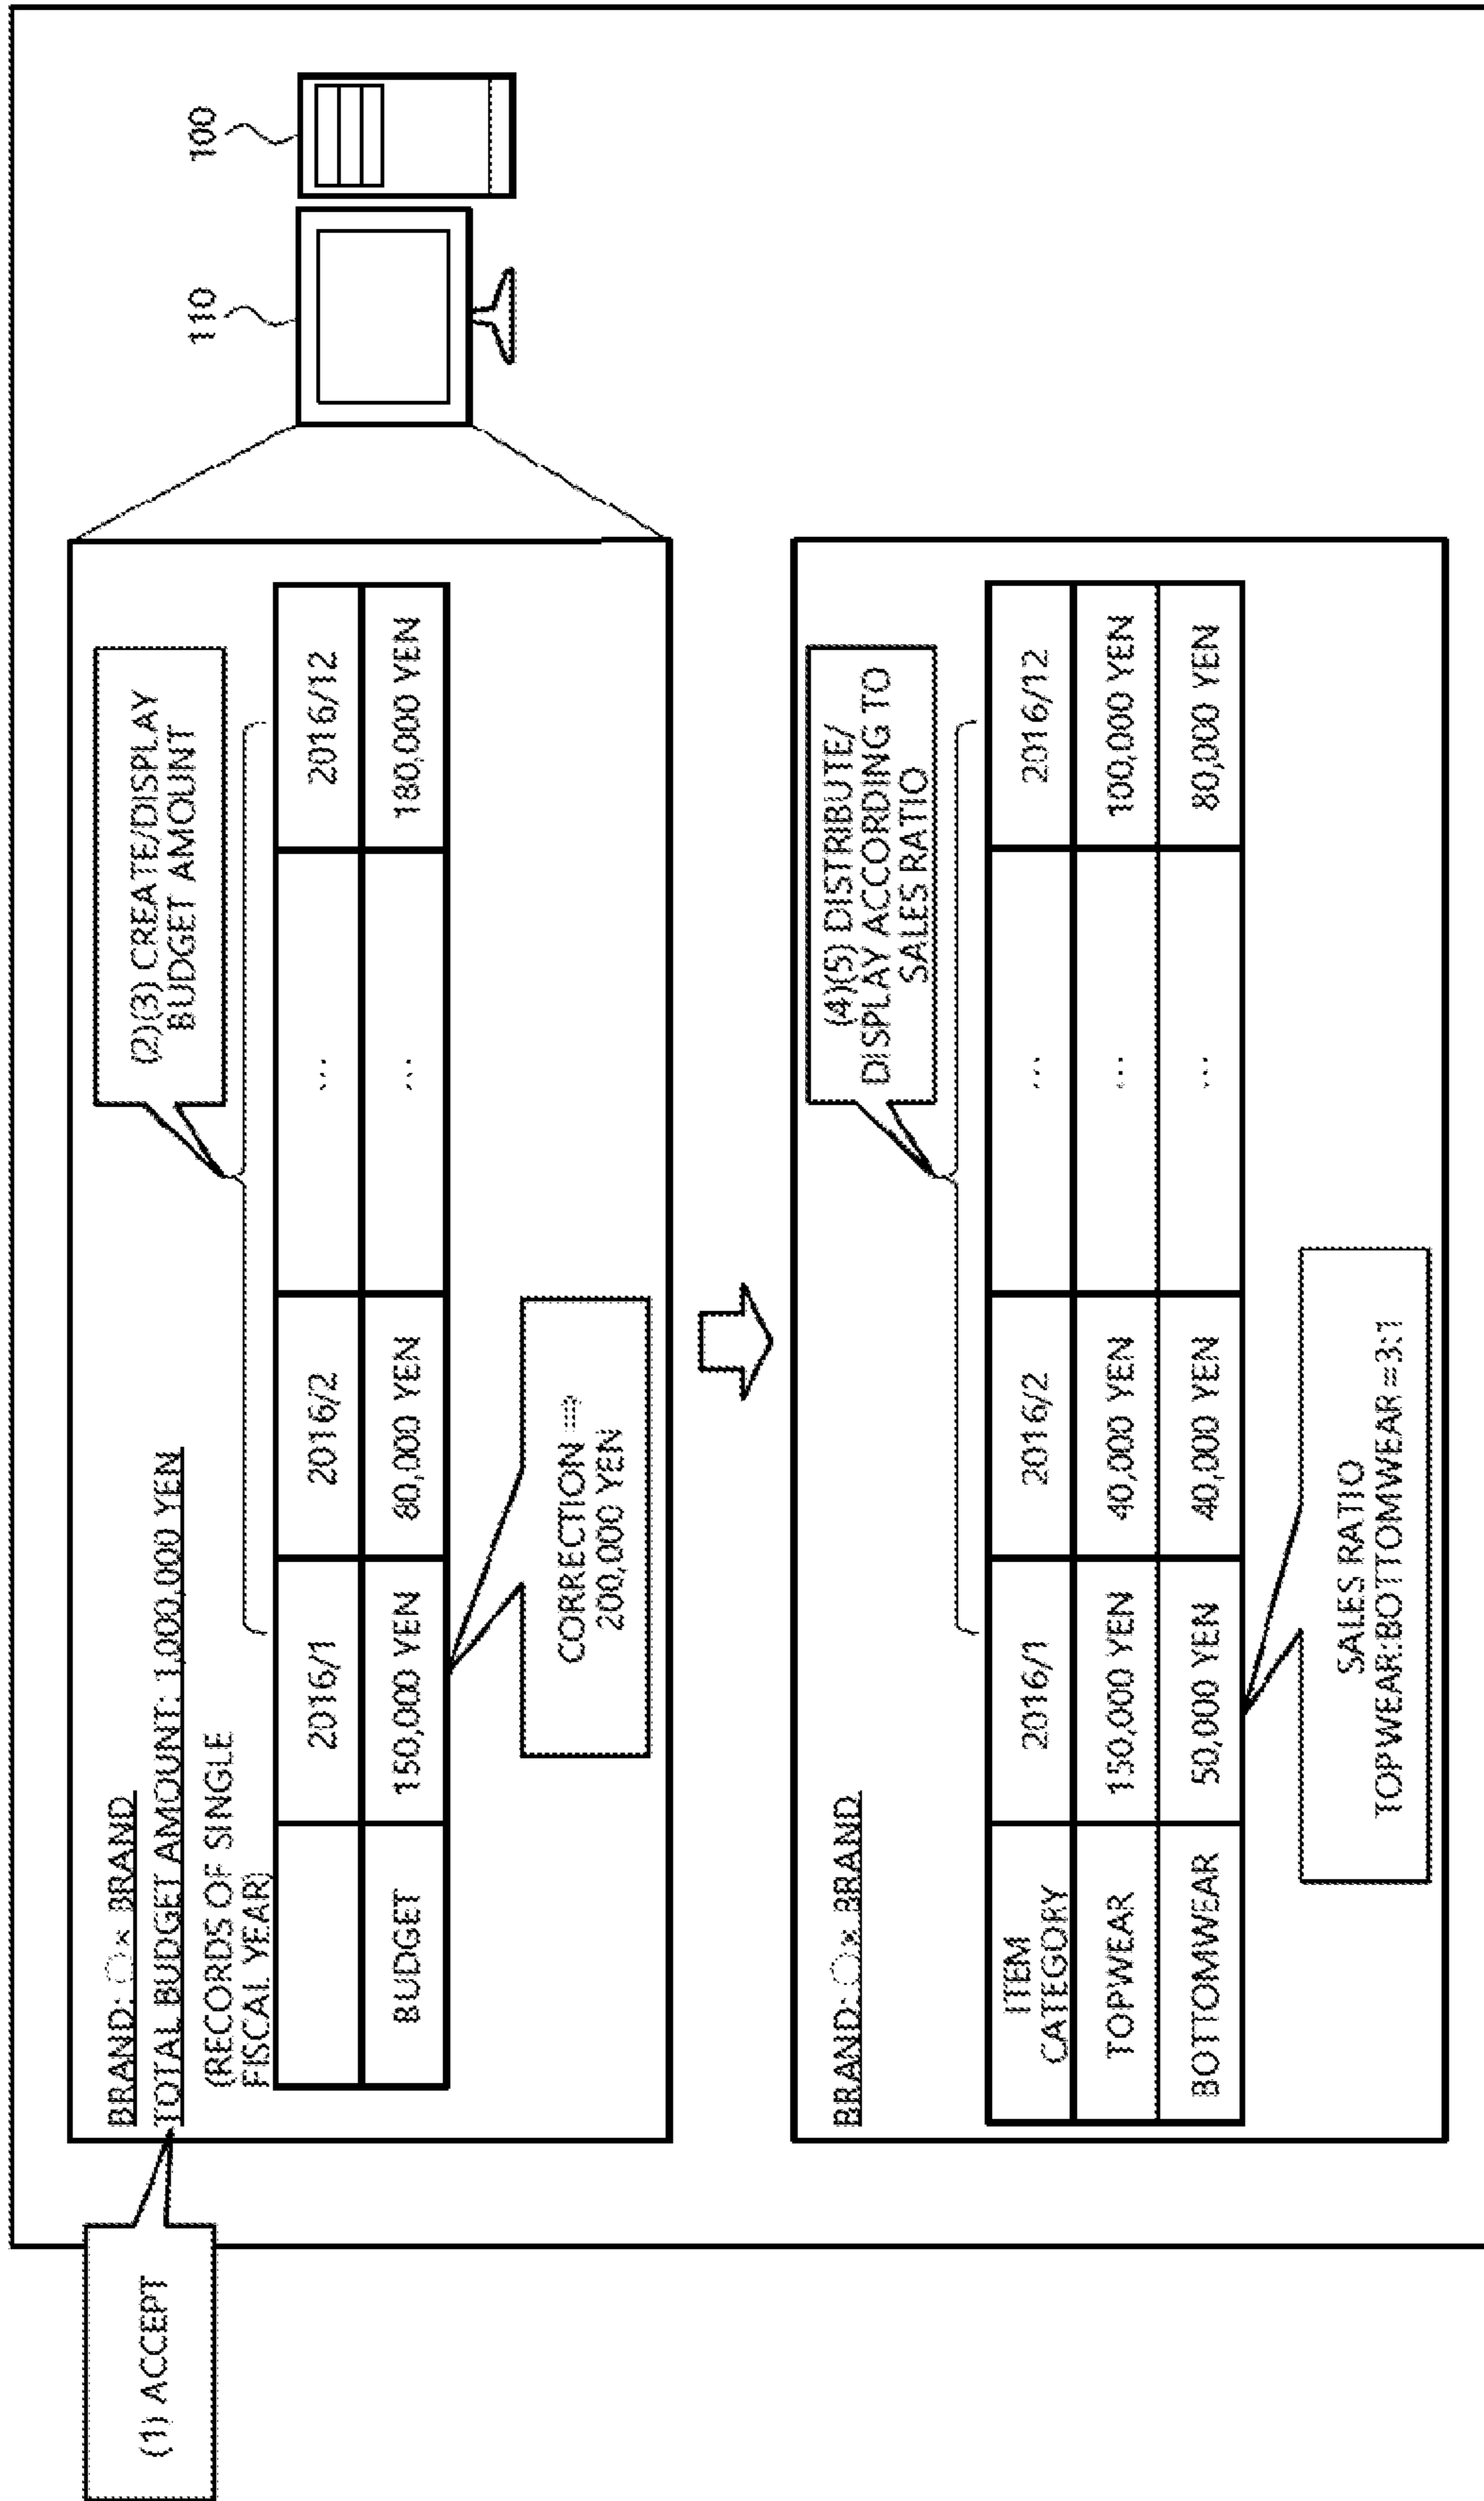 (1) ACCEPT
BRAND: ○× BRAND
TOTAL BUDGET AMOUNT: 1,000,000 YEN
(RECORDS OF SINGLE
FISCAL YEAR)
(2)(3) CREATE/DISPLAY
BUDGET AMOUNT
110
100
2016/1 2016/2 ... 2016/12
BUDGET 150,000 YEN 80,000 YEN ... 180,000 YEN
CORRECTION ⇒
200,000 YEN
BRAND: ○× BRAND
(4)(5) DISTRIBUTE/
DISPLAY ACCORDING TO
SALES RATIO
ITEM
CATEGORY 2016/1 2016/2 ... 2016/12
TOPWEAR 150,000 YEN 40,000 YEN ... 100,000 YEN
BOTTOMWEAR 50,000 YEN 40,000 YEN ... 80,000 YEN
SALES RATIO
TOPWEAR:BOTTOMWEAR=3:1